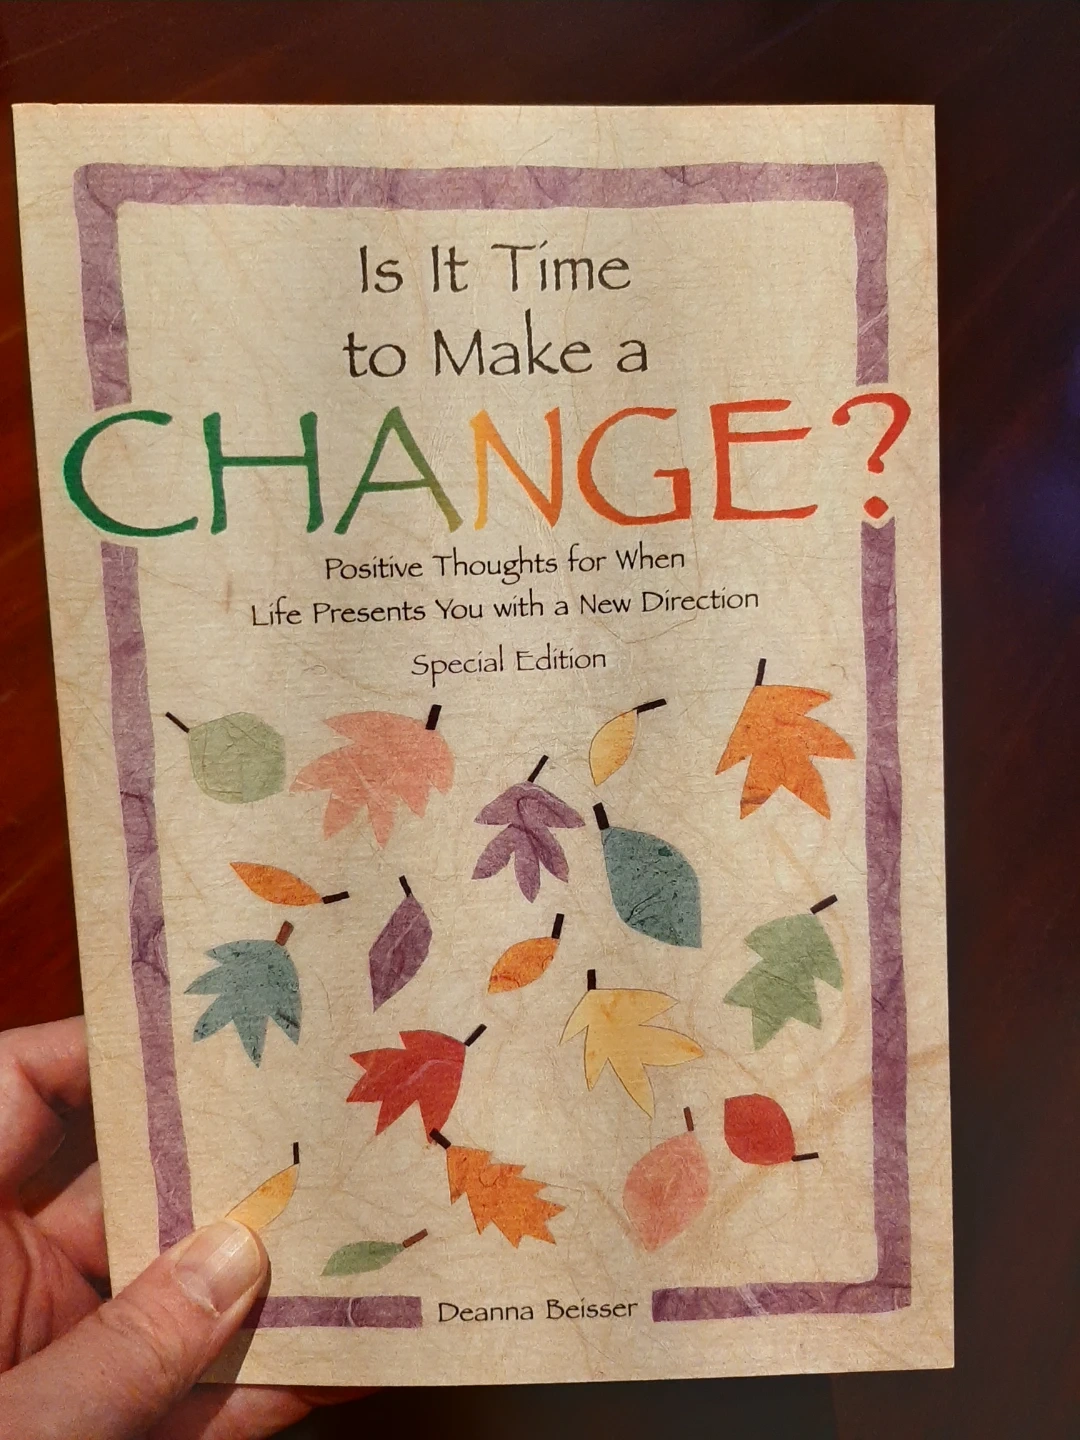 Is It Time
to Make a
CHANGE?
Positive Thoughts for When
Life Presents You with a New Direction
Special Edition
Deanna Beisser